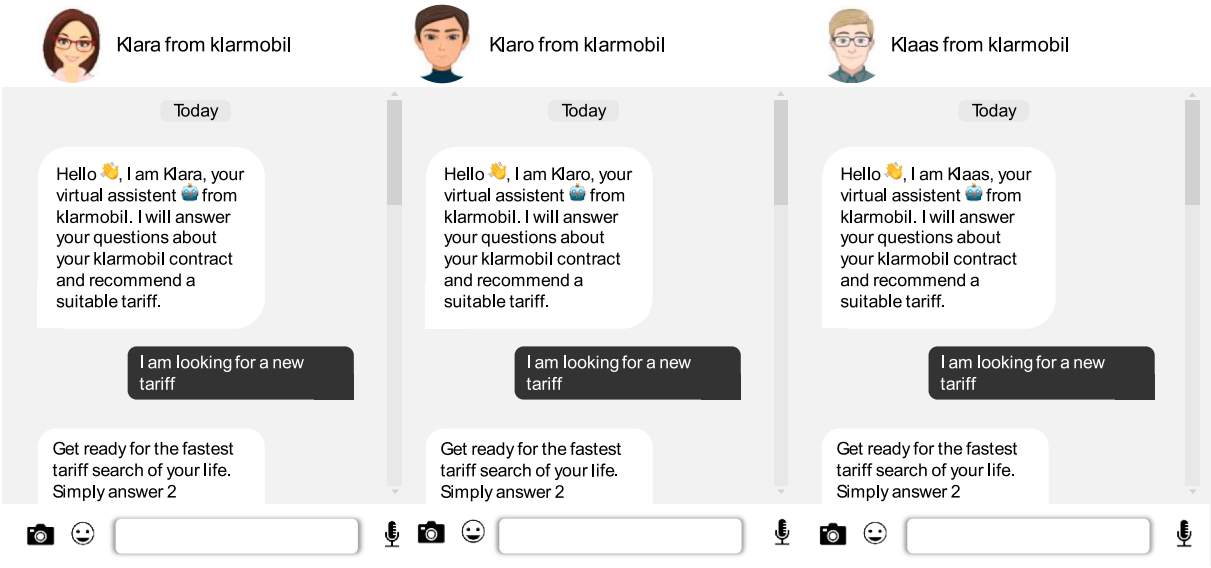 Klara from klarmobil
Today
Hello 👋, I am Klara, your
virtual assistent 🤖 from
klarmobil. I will answer
your questions about
your klarmobil contract
and recommend a
suitable tariff.
I am looking for a new
tariff
Get ready for the fastest
tariff search of your life.
Simply answer 2
Klaro from klarmobil
Today
Hello 👋, I am Klaro, your
virtual assistent 🤖 from
klarmobil. I will answer
your questions about
your klarmobil contract
and recommend a
suitable tariff.
I am looking for a new
tariff
Get ready for the fastest
tariff search of your life.
Simply answer 2
Klaas from klarmobil
Today
Hello 👋, I am Klaas, your
virtual assistent 🤖 from
klarmobil. I will answer
your questions about
your klarmobil contract
and recommend a
suitable tariff.
I am looking for a new
tariff
Get ready for the fastest
tariff search of your life.
Simply answer 2